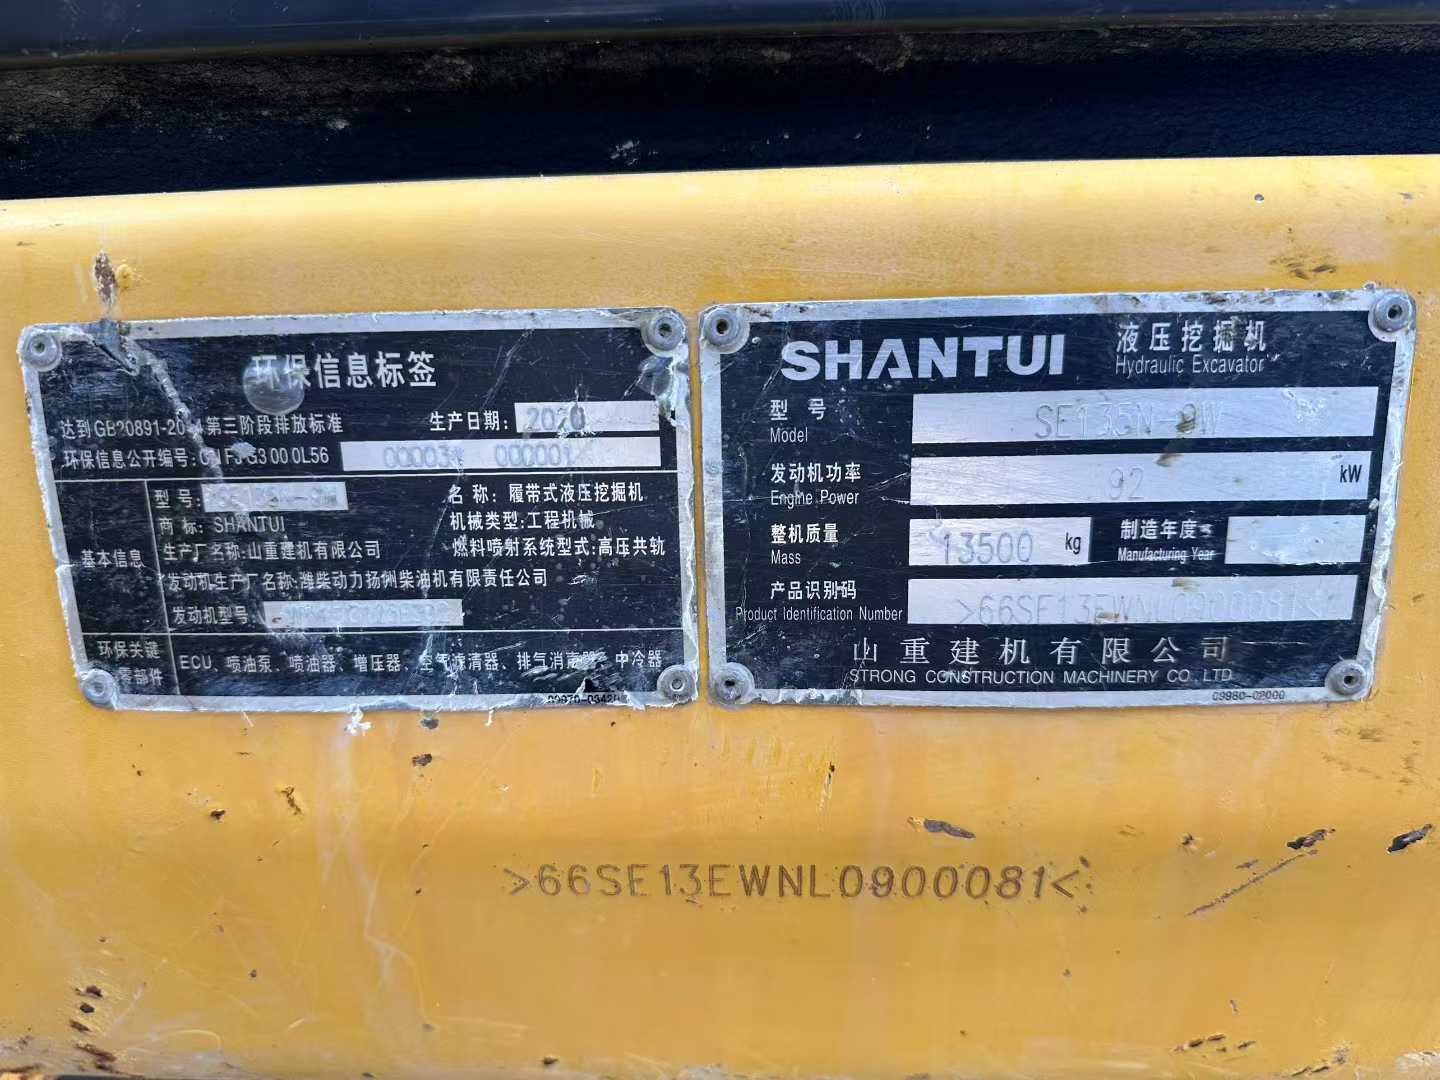 环保信息标签
达到GB20891-2014第三阶段排放标准 生产日期: 2020
环保信息公开编号: CN FJ G3 00 0L56 000001
基本信息
型号:
名 称: 履带式液压挖掘机
商 标: SHANTUI
机械类型:工程机械
生产厂名称:山重建机有限公司
燃料喷射系统型式:高压共轨
发动机生产厂名称:潍柴动力扬州柴油机有限责任公司
发动机型号:
环保关键零部件
ECU、喷油泵、喷油器、增压器、空气滤清器、排气消声器、中冷器
SHANTUI
液压挖掘机
Hydraulic Excavator
型 号
Model
发动机功率 92 kW
Engine Power
整机质量 13500 kg
Mass
制造年度
Manufacturing Year
产品识别码
Product Identification Number
山重建机有限公司
STRONG CONSTRUCTION MACHINERY CO. LTD.
09980-02000
>66SE13EWNL0900081<